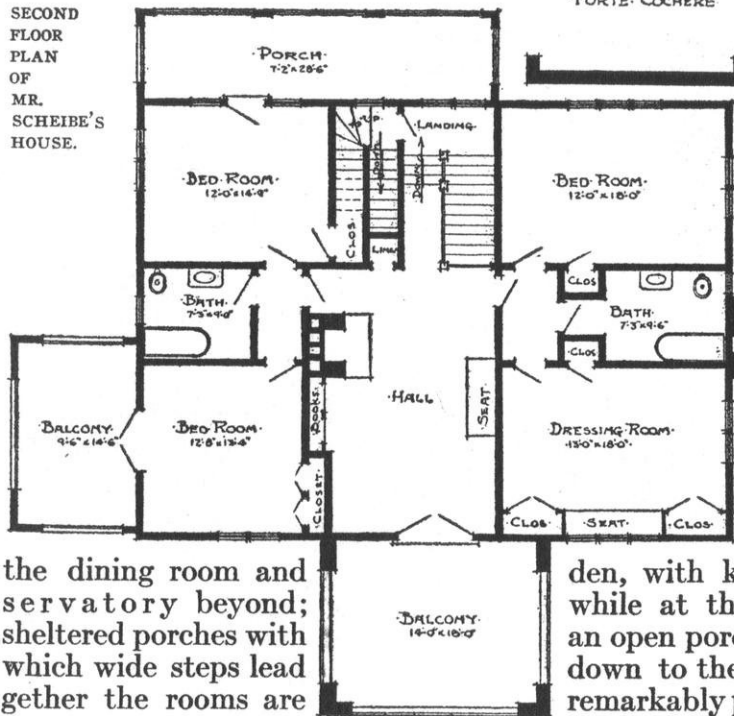 SECOND
FLOOR
PLAN
OF
MR.
SCHEIBE'S
HOUSE.
PORTE-COCHERE
·PORCH·
7'-2"x28'-6"
·LANDING·
UP
DOWN
DOWN
·BED·ROOM·
12'-0"x14'-9"
CLOS.
LINEN
·BED·ROOM·
12'-0"x18'-0"
·BATH·
7'-3"x9'-0"
CLOS
·BATH·
7'-3"x9'-6"
CLOS
·BALCONY·
9'-6"x14'-6"
·BED·ROOM·
12'-8"x13'-4"
BOOKS.
·HALL·
SEAT
·DRESSING·ROOM·
13'-0"x18'-0"
CLOSET
·CLOS·
·SEAT·
·CLOS·
·BALCONY·
14'-0"x18'-0"
the dining room and
servatory beyond;
sheltered porches with
which wide steps lead
gether the rooms are
den, with k
while at th
an open por
down to the
remarkably p